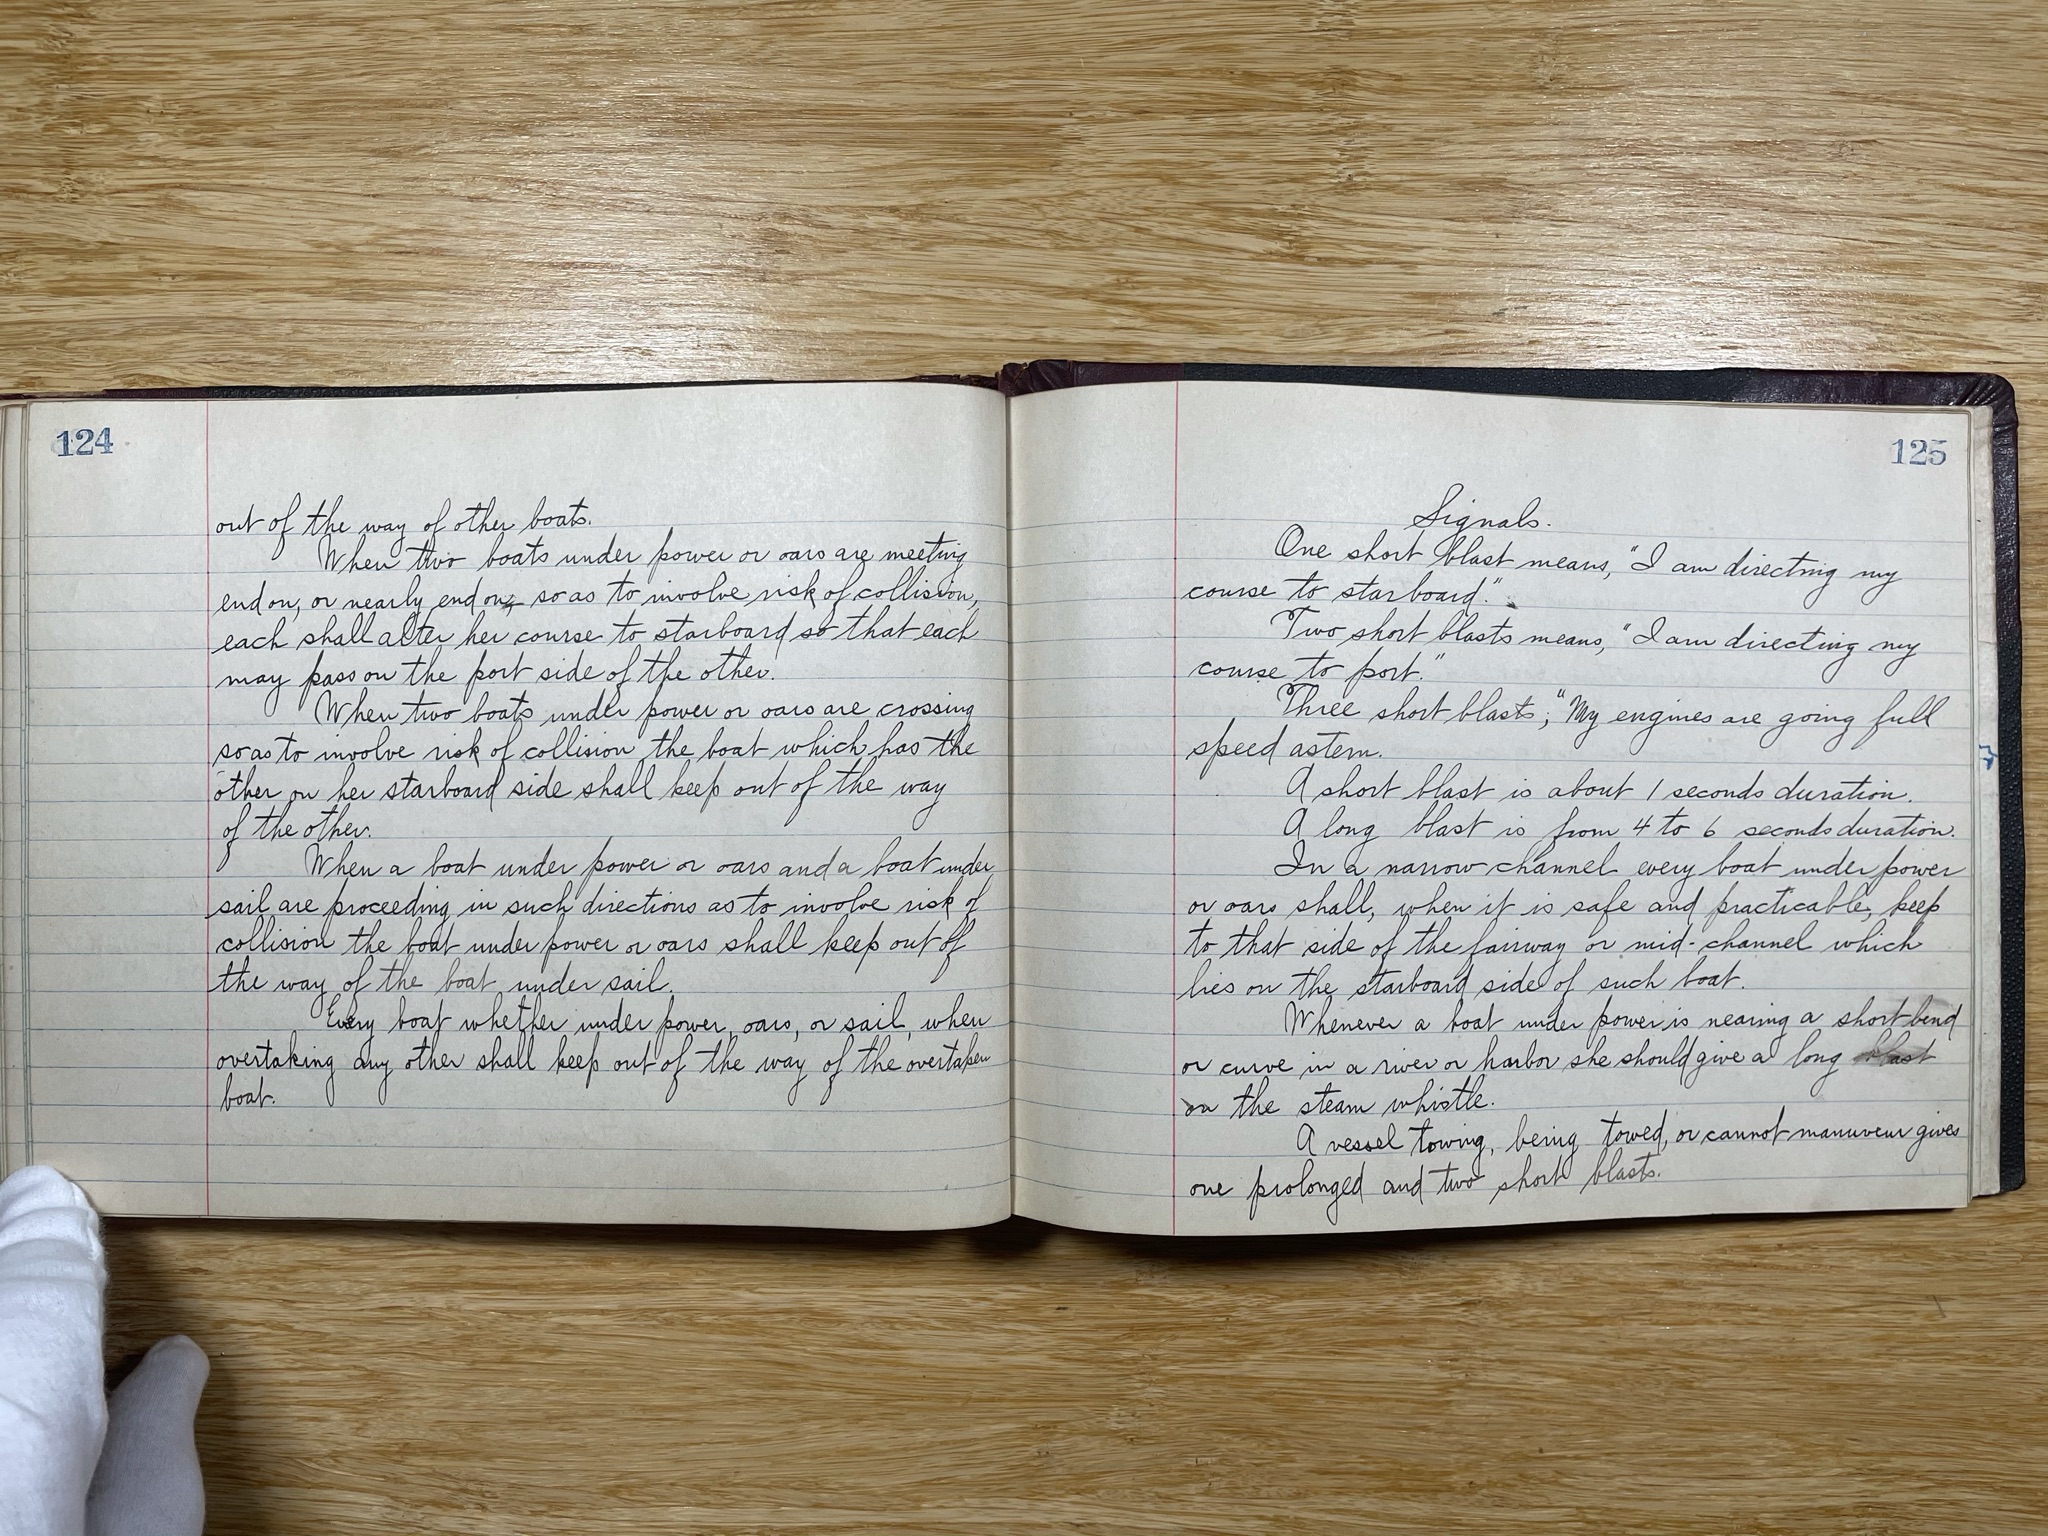 124
out of the way of other boats.
When two boats under power or oars are meeting
end on, or nearly end on, so as to involve risk of collision,
each shall alter her course to starboard so that each
may pass on the port side of the other.
When two boats under power or oars are crossing
so as to involve risk of collision the boat which has the
other on her starboard side shall keep out of the way
of the other.
When a boat under power or oars and a boat under
sail are proceeding in such directions as to involve risk of
collision the boat under power or oars shall keep out of
the way of the boat under sail.
Every boat whether under power, oars, or sail, when
overtaking any other shall keep out of the way of the overtaken
boat.
125
Signals.
One short blast means, "I am directing my
course to starboard."
Two short blasts means, "I am directing my
course to port."
Three short blasts, "My engines are going full
speed astern.
A short blast is about 1 seconds duration.
A long blast is from 4 to 6 seconds duration.
In a narrow channel every boat under power
or oars shall, when it is safe and practicable, keep
to that side of the fairway or mid-channel which
lies on the starboard side of such boat.
Whenever a boat under power is nearing a short bend
or curve in a river or harbor she should give a long blast
on the steam whistle.
A vessel towing, being towed, or cannot manuveur gives
one prolonged and two short blasts.